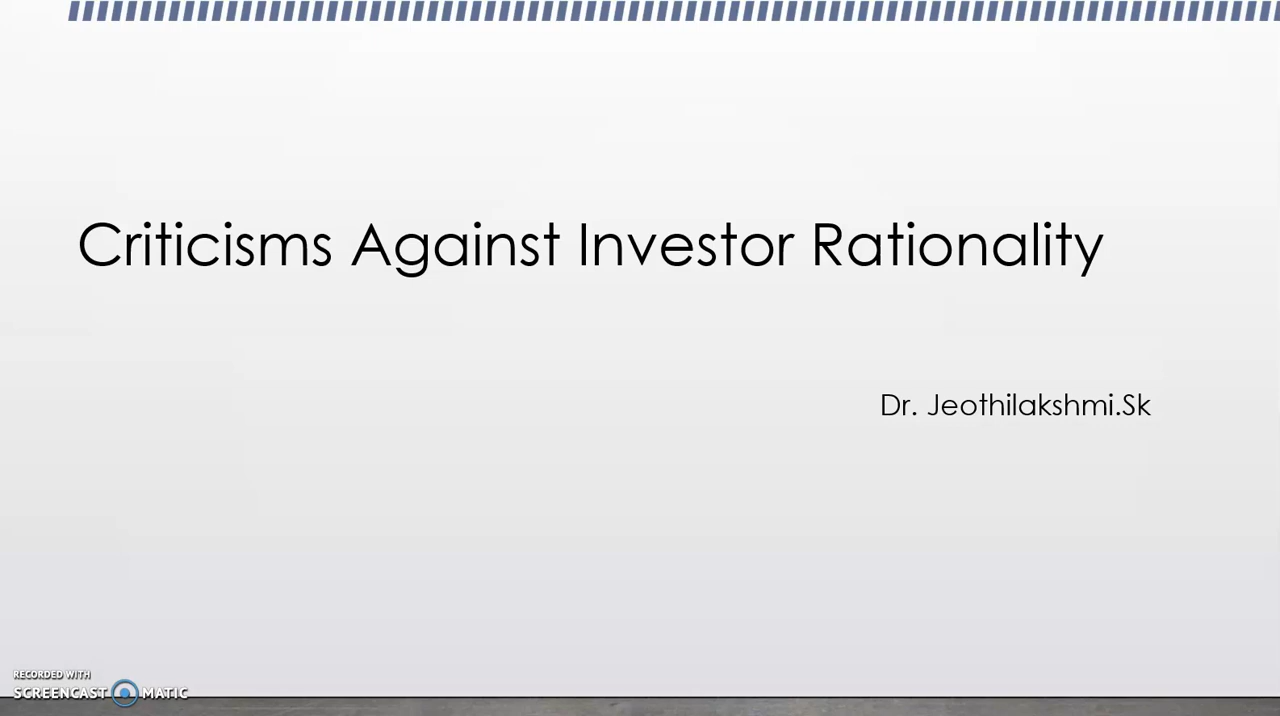 Criticisms Against Investor Rationality
Dr. Jeothilakshmi.Sk
RECORDED WITH
SCREENCAST MATIC